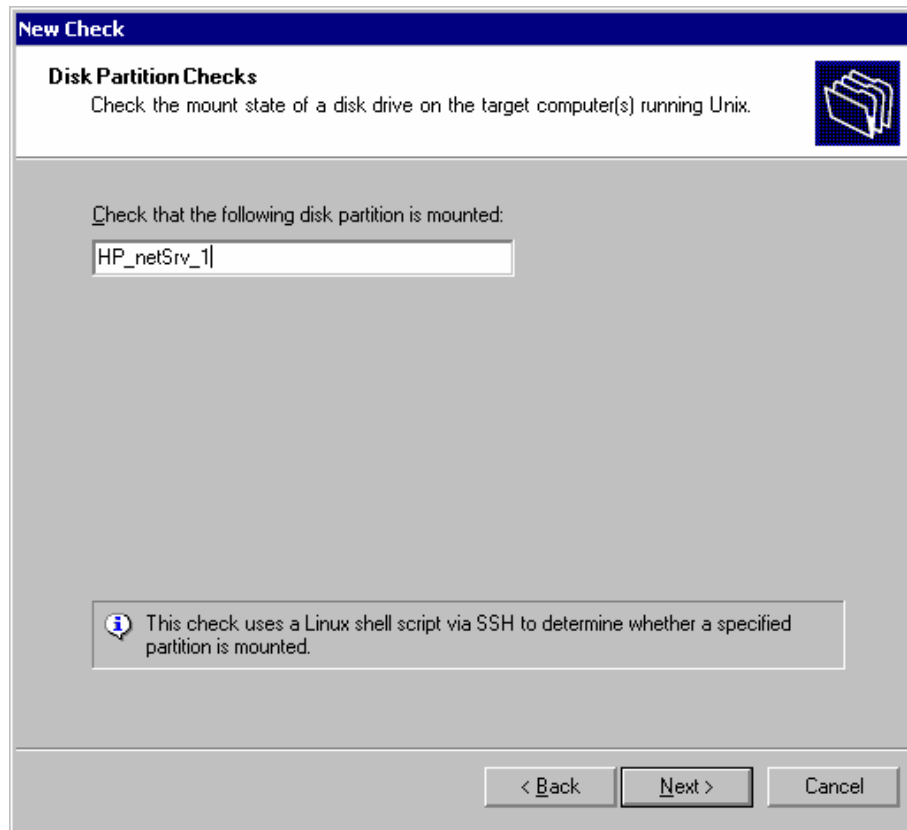 New Check
Disk Partition Checks
Check the mount state of a disk drive on the target computer(s) running Unix.
Check that the following disk partition is mounted:
HP_netSrv_1
This check uses a Linux shell script via SSH to determine whether a specified
partition is mounted.
< Back
Next >
Cancel